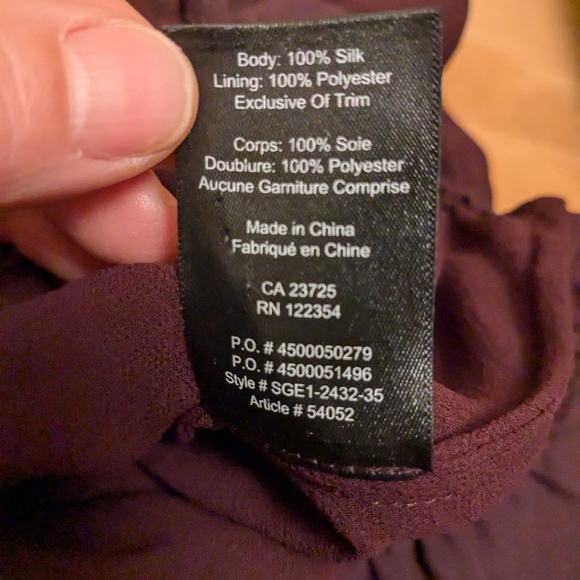 Body: 100% Silk
Lining: 100% Polyester
Exclusive Of Trim
Corps: 100% Soie
Doublure: 100% Polyester
Aucune Garniture Comprise
Made in China
Fabriqué en Chine
CA 23725
RN 122354
P.O. # 4500050279
P.O. # 4500051496
Style # SGE1-2432-35
Article # 54052